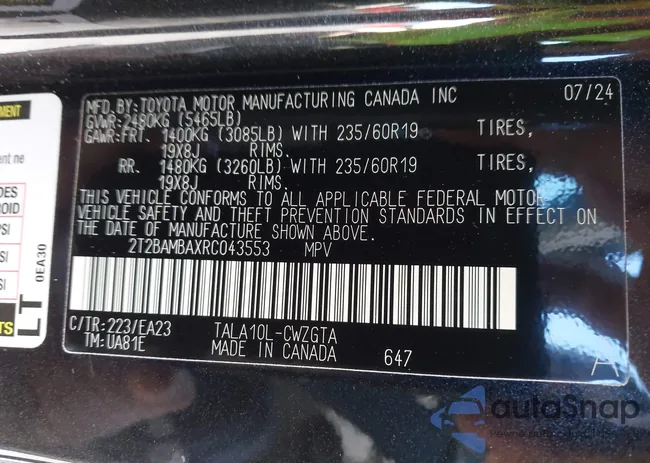 MFD.BY:TOYOTA MOTOR MANUFACTURING CANADA INC 07/24
GVWR:2480KG (5465LB)
GAWR:FRT. 1400KG (3085LB) WITH 235/60R19 TIRES,
19X8J RIMS.
RR. 1480KG (3260LB) WITH 235/60R19 TIRES,
19X8J RIMS.
THIS VEHICLE CONFORMS TO ALL APPLICABLE FEDERAL MOTOR
VEHICLE SAFETY AND THEFT PREVENTION STANDARDS IN EFFECT ON
THE DATE OF MANUFACTURE SHOWN ABOVE.
2T2BAMBAXRC043553 MPV
C/TR:223/EA23 TALA10L-CWZGTA
TM:UA81E MADE IN CANADA 647
A
0EA30
LT
autoSnap